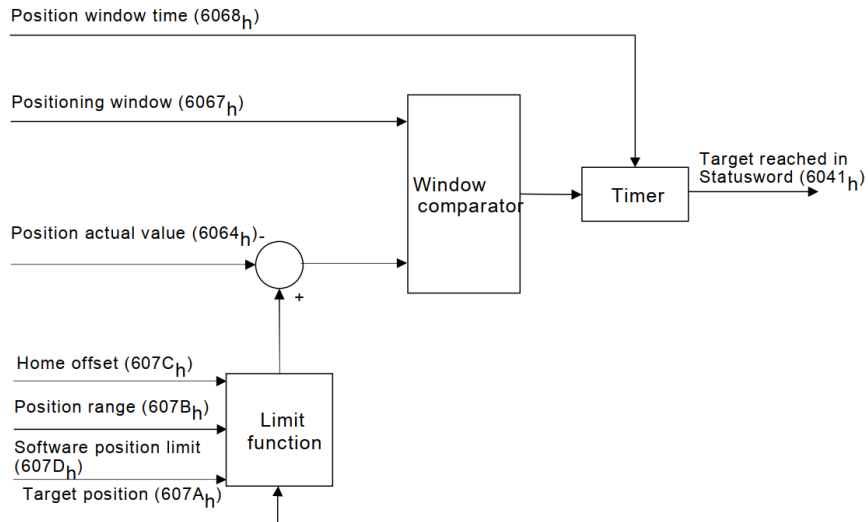 Position window time (6068h)
Positioning window (6067h)
Window
comparator
Timer
Target reached in
Statusword (6041h)
Position actual value (6064h)-
+
Home offset (607Ch)
Position range (607Bh)
Software position limit
(607Dh)
Target position (607Ah)
Limit
function